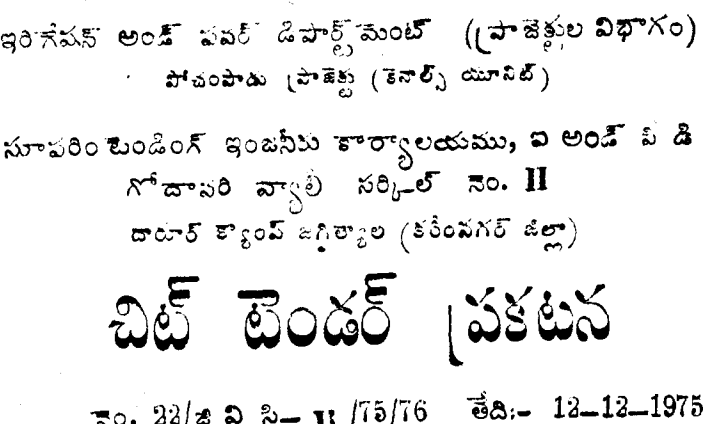 ఇరిగేషన్ అండ్ పవర్ డిపార్ట్‌మెంట్ (ప్రాజెక్టుల విభాగం)
పోచంపాడు ప్రాజెక్టు (కెనాల్స్ యూనిట్)
సూపరింటెండింగ్ ఇంజనీరు కార్యాలయము, ఐ అండ్ పి డి
గోదావరి వ్యాలీ సర్కిల్ నెం. II
దారూర్ క్యాంప్ జగ్తిల్యాల (కరీంనగర్ జిల్లా)
చిట్ టెండర్ ప్రకటన
నెం. 22/జి వి సి– II /75/76 తేది:– 12–12–1975